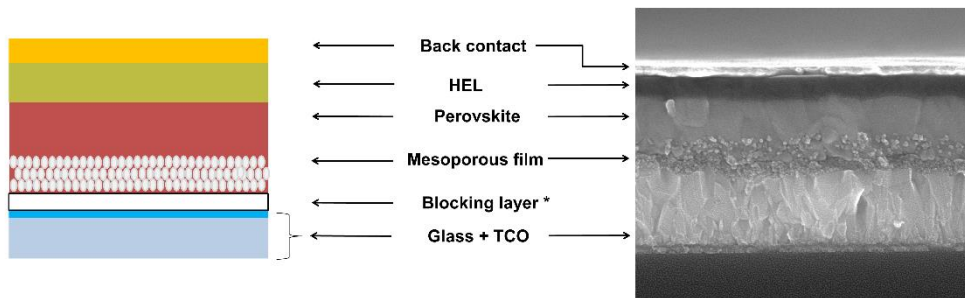 Back contact
HEL
Perovskite
Mesoporous film
Blocking layer *
Glass + TCO